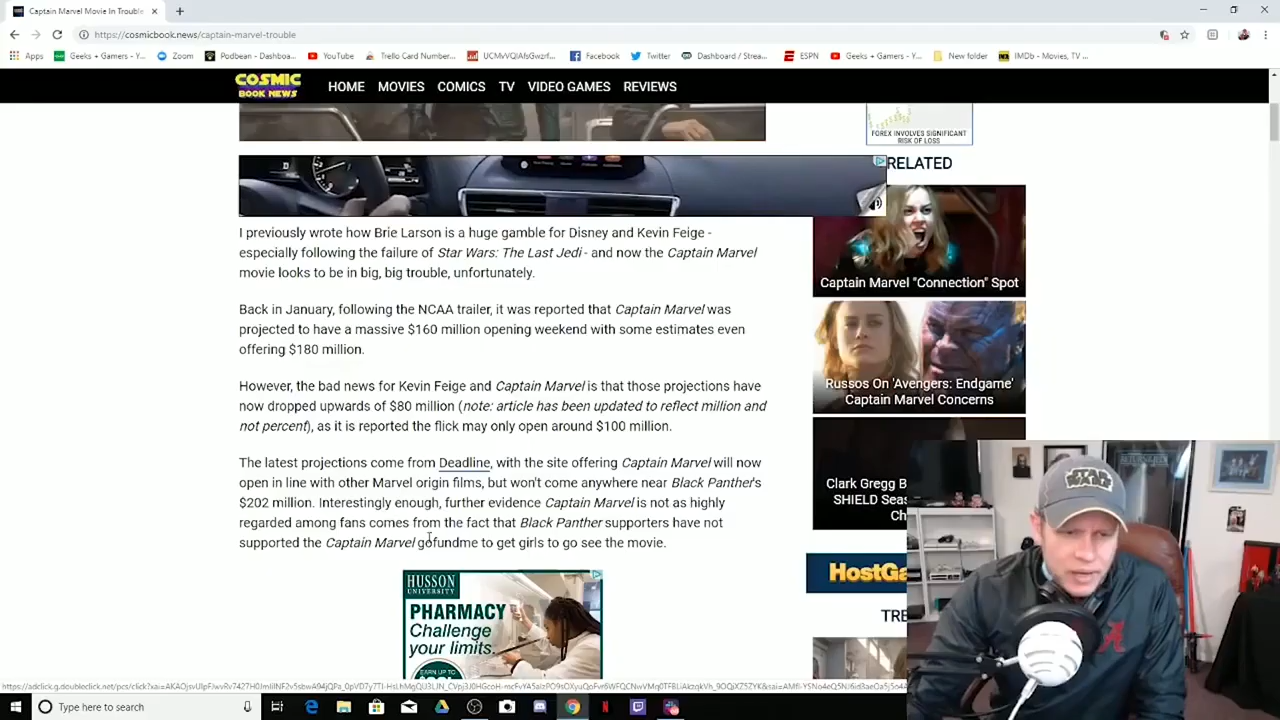 Captain Marvel Movie In Trouble
https://cosmicbook.news/captain-marvel-trouble
Apps
Geeks + Gamers - Y...
Zoom
Podbean - Dashboa...
YouTube
Trello Card Number...
Facebook
Twitter
Dashboard / Strea...
ESPN
Geeks + Gamers - Y...
New folder
IMDb - Movies, TV ...
COSMIC
BOOK NEWS
HOME MOVIES COMICS TV VIDEO GAMES REVIEWS
FOREX INVOLVES SIGNIFICANT
RISK OF LOSS
RELATED
I previously wrote how Brie Larson is a huge gamble for Disney and Kevin Feige -
especially following the failure of Star Wars: The Last Jedi - and now the Captain Marvel
movie looks to be in big, big trouble, unfortunately.
Back in January, following the NCAA trailer, it was reported that Captain Marvel was
projected to have a massive $160 million opening weekend with some estimates even
offering $180 million.
However, the bad news for Kevin Feige and Captain Marvel is that those projections have
now dropped upwards of $80 million (note: article has been updated to reflect million and
not percent), as it is reported the flick may only open around $100 million.
The latest projections come from Deadline, with the site offering Captain Marvel will now
open in line with other Marvel origin films, but won't come anywhere near Black Panther's
$202 million. Interestingly enough, further evidence Captain Marvel is not as highly
regarded among fans comes from the fact that Black Panther supporters have not
supported the Captain Marvel gofundme to get girls to go see the movie.
Captain Marvel "Connection" Spot
Russos On 'Avengers: Endgame'
Captain Marvel Concerns
Clark Gregg B
SHIELD Seas
Ch
HostGa
TRE
HUSSON
UNIVERSITY
PHARMACY
Challenge
your limits.
EARN UP TO
Type here to search